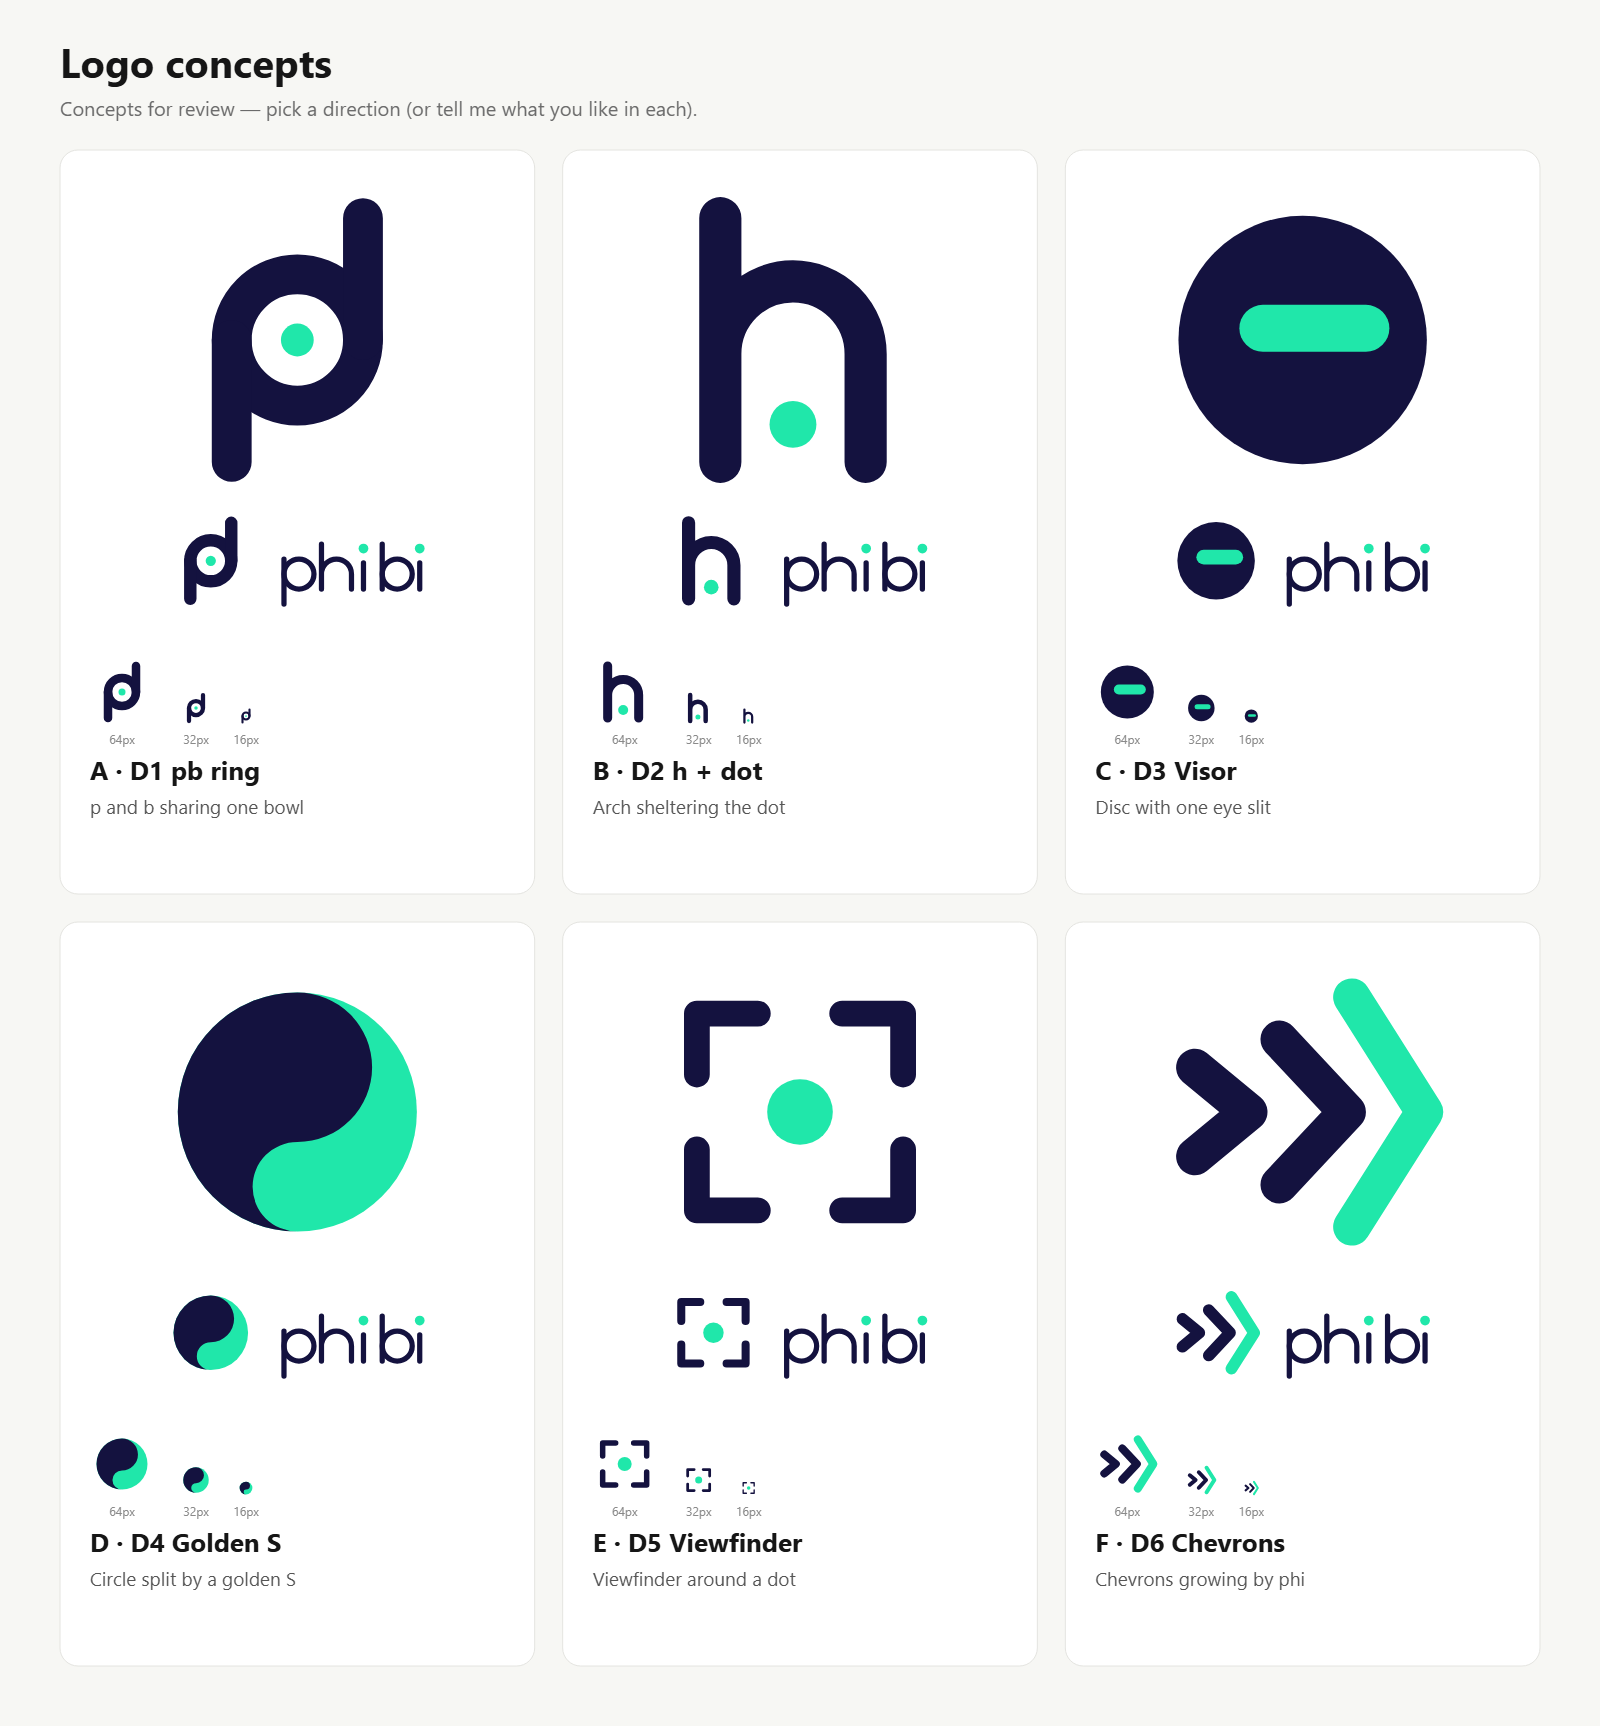 Logo concepts
Concepts for review — pick a direction (or tell me what you like in each).
phibi
64px 32px 16px
A · D1 pb ring
p and b sharing one bowl
h
phibi
64px 32px 16px
B · D2 h + dot
Arch sheltering the dot
phibi
64px 32px 16px
C · D3 Visor
Disc with one eye slit
phibi
64px 32px 16px
D · D4 Golden S
Circle split by a golden S
phibi
64px 32px 16px
E · D5 Viewfinder
Viewfinder around a dot
phibi
64px 32px 16px
F · D6 Chevrons
Chevrons growing by phi